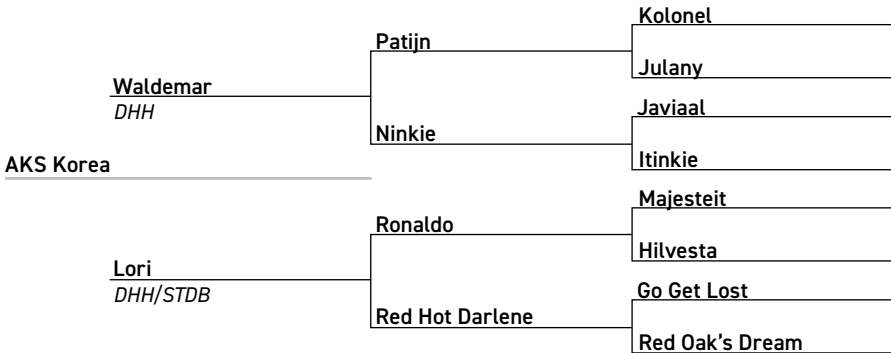 Kolonel
Patijn
Julany
Waldemar
DHH
Javiaal
Ninkie
Itinkie
AKS Korea
Majesteit
Ronaldo
Hilvesta
Lori
DHH/STDB
Go Get Lost
Red Hot Darlene
Red Oak's Dream